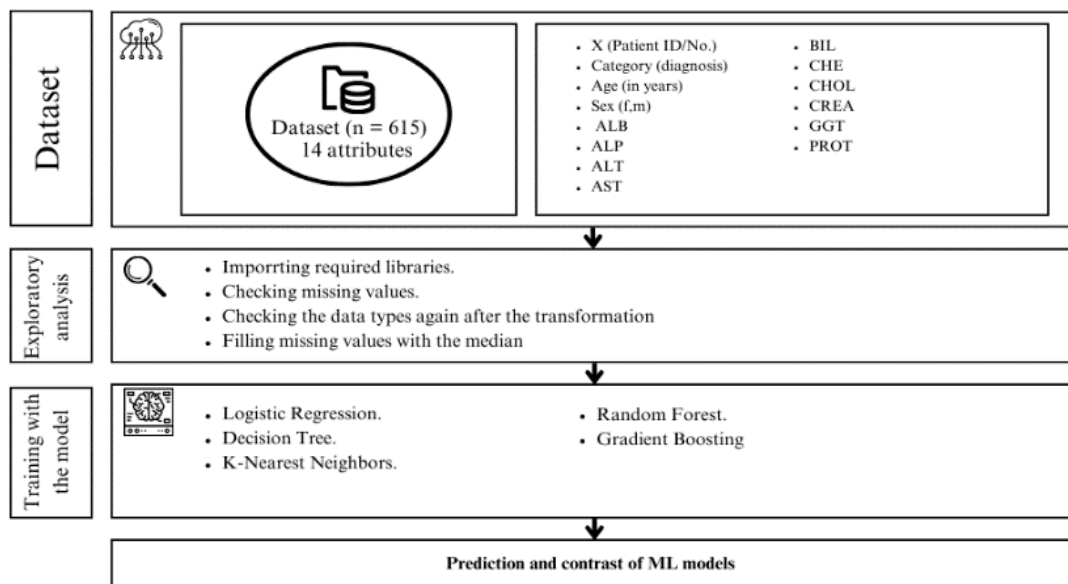 Dataset
Dataset (n = 615)
14 attributes
• X (Patient ID/No.)
• Category (diagnosis)
• Age (in years)
• Sex (f,m)
• ALB
• ALP
• ALT
• AST
• BIL
• CHE
• CHOL
• CREA
• GGT
• PROT
Exploratory
analysis
• Imporrting required libraries.
• Checking missing values.
• Checking the data types again after the transformation
• Filling missing values with the median
Training with
the model
• Logistic Regression.
• Decision Tree.
• K-Nearest Neighbors.
• Random Forest.
• Gradient Boosting
Prediction and contrast of ML models